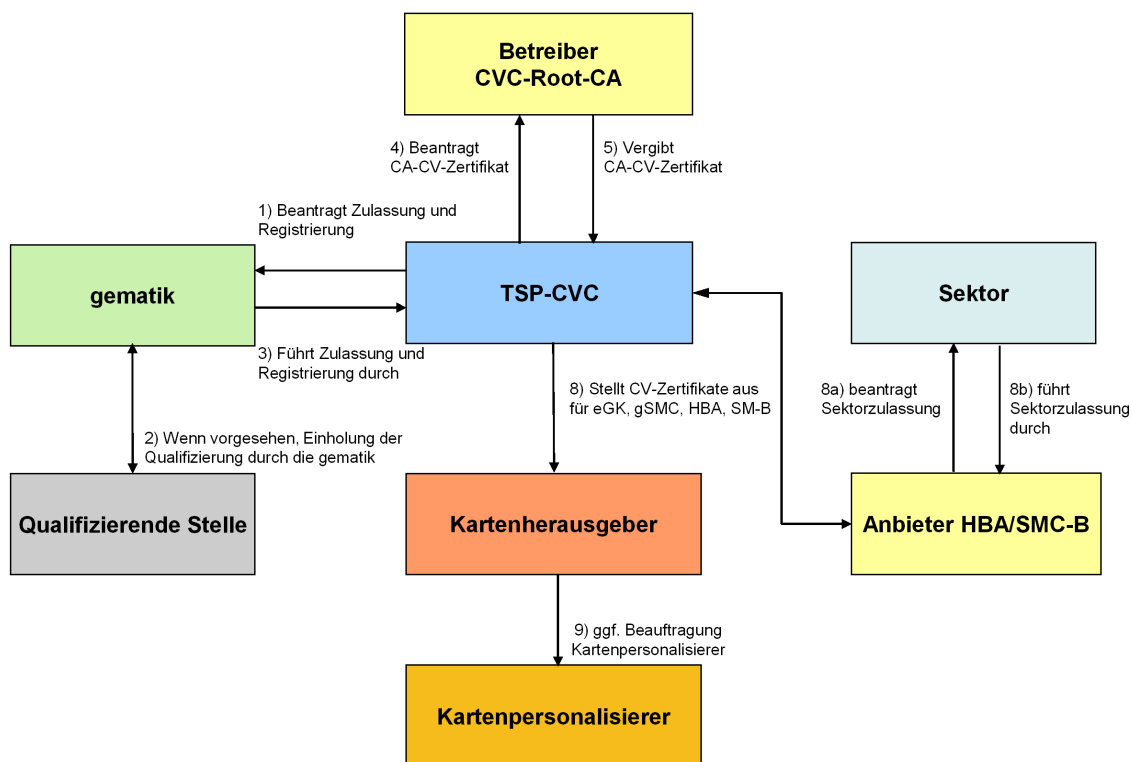 Betreiber
CVC-Root-CA
4) Beantragt
CA-CV-Zertifikat
5) Vergibt
CA-CV-Zertifikat
1) Beantragt Zulassung und
Registrierung
gematik
TSP-CVC
Sektor
3) Führt Zulassung und
Registrierung durch
8) Stellt CV-Zertifikate aus
für eGK, gSMC, HBA, SM-B
8a) beantragt
Sektorzulassung
8b) führt
Sektorzulassung
durch
2) Wenn vorgesehen, Einholung der
Qualifizierung durch die gematik
Qualifizierende Stelle
Kartenherausgeber
Anbieter HBA/SMC-B
9) ggf. Beauftragung
Kartenpersonalisierer
Kartenpersonalisierer